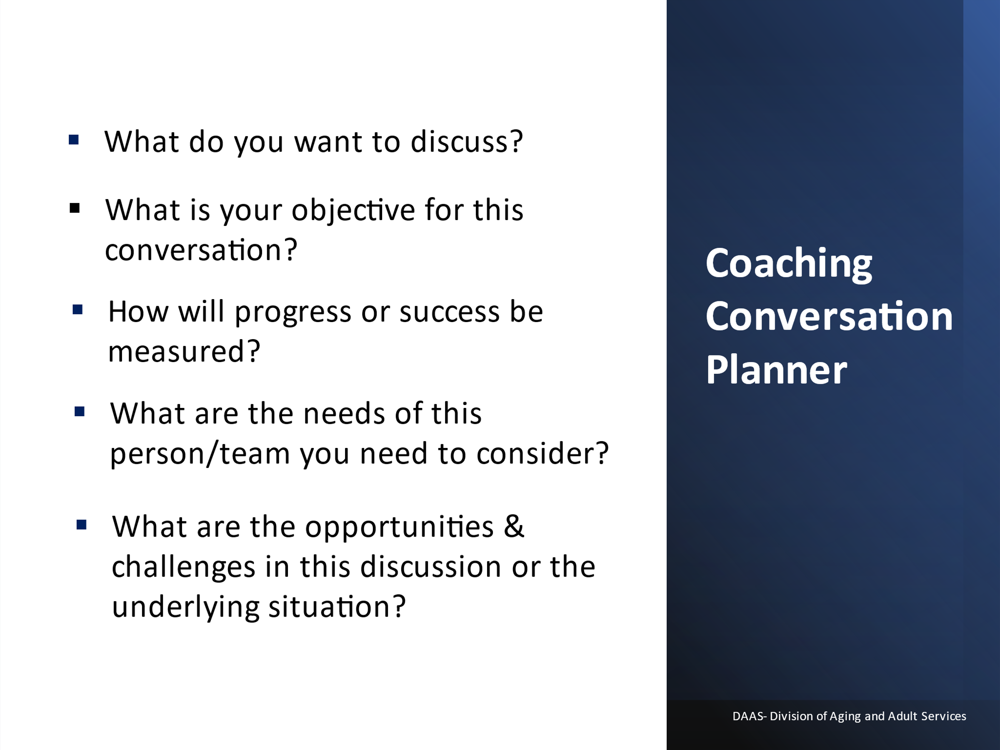 ▪ What do you want to discuss?
▪ What is your objective for this
conversation?
▪ How will progress or success be
measured?
▪ What are the needs of this
person/team you need to consider?
▪ What are the opportunities &
challenges in this discussion or the
underlying situation?
Coaching
Conversation
Planner
DAAS- Division of Aging and Adult Services